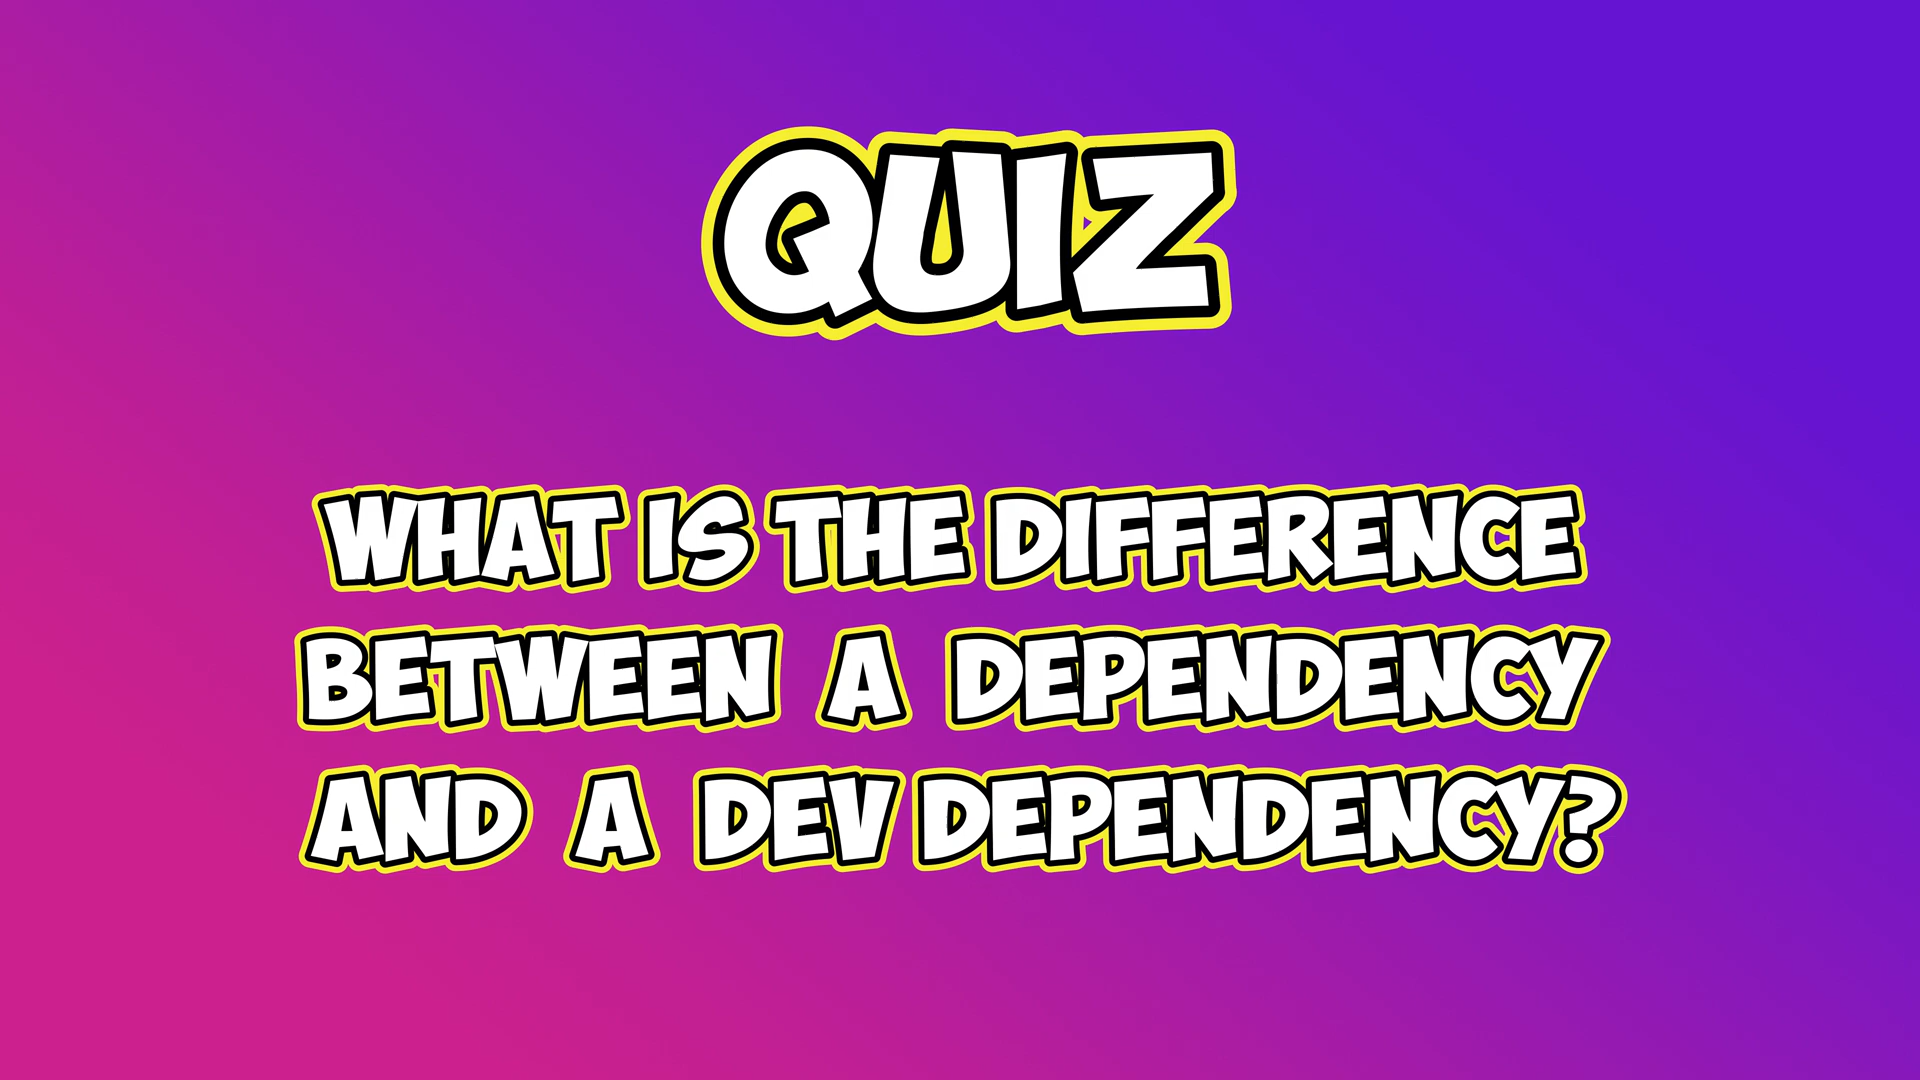 QUIZ
WHAT IS THE DIFFERENCE
BETWEEN A DEPENDENCY
AND A DEV DEPENDENCY?